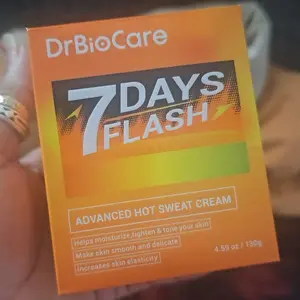 DrBioCare
7 DAYS
FLASH
ADVANCED HOT SWEAT CREAM
Helps moisturize, tighten & tone your skin
Make skin smooth and delicate
Increases skin elasticity
4.59 oz / 130g